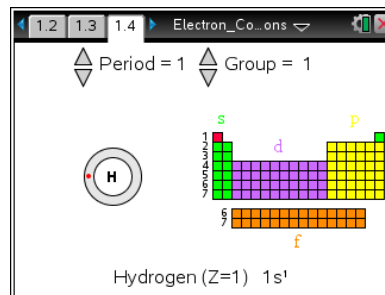 1.2 1.3 1.4 Electron_Co…ons
Period = 1 Group = 1
s p
d
1
2
3
4
5
6
7
H
6
7
f
Hydrogen (Z=1) 1s¹